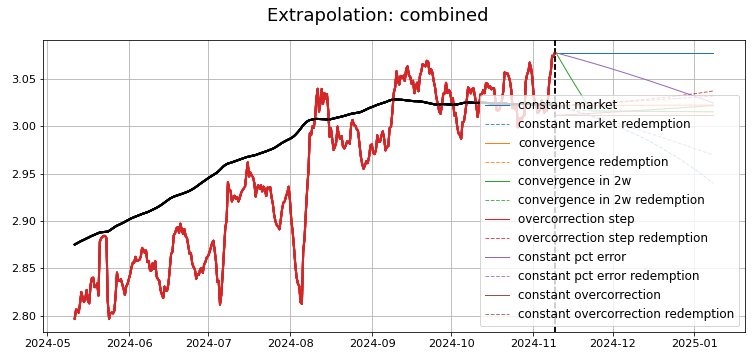 Extrapolation: combined
3.05
3.00
2.95
2.90
2.85
2.80
constant market
constant market redemption
convergence
convergence redemption
convergence in 2w
convergence in 2w redemption
overcorrection step
overcorrection step redemption
constant pct error
constant pct error redemption
constant overcorrection
constant overcorrection redemption
2024-05 2024-06 2024-07 2024-08 2024-09 2024-10 2024-11 2024-12 2025-01